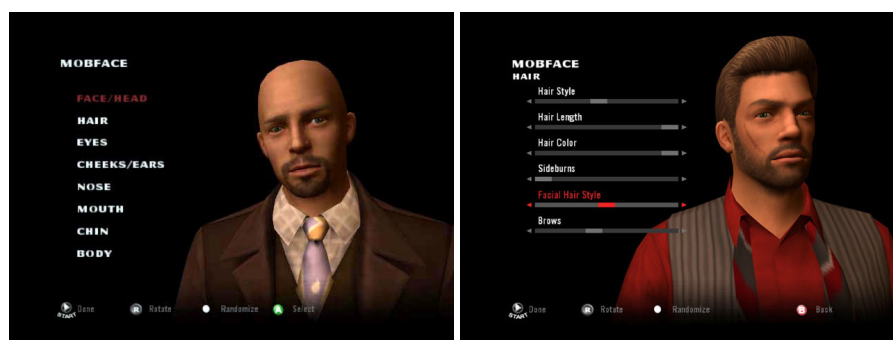 MOBFACE
FACE/HEAD
HAIR
EYES
CHEEKS/EARS
NOSE
MOUTH
CHIN
BODY
START Done R Rotate Randomize A Select
MOBFACE
HAIR
Hair Style
Hair Length
Hair Color
Sideburns
Facial Hair Style
Brows
START Done R Rotate Randomize B Back